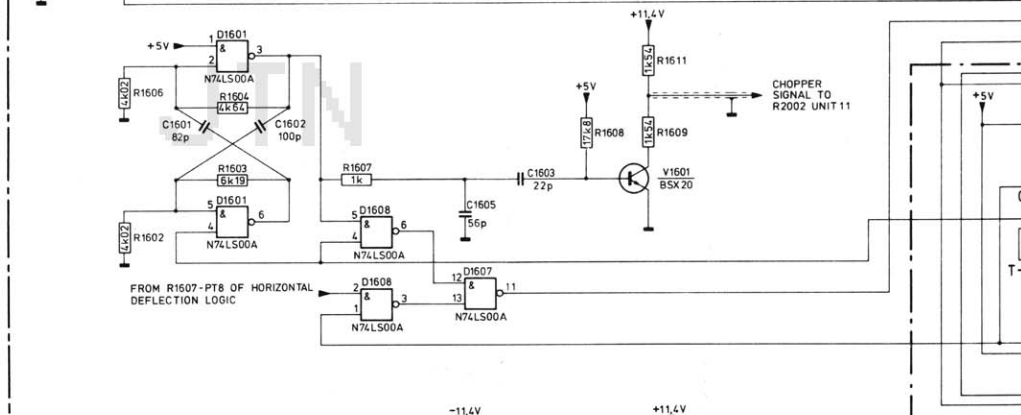 +11,4V
D1601
+5V
1
&
3
2
N74LS00A
4k02
R1606
R1604
4k64
C1601
82p
C1602
100p
1k54
R1611
CHOPPER
SIGNAL TO
R2002 UNIT 11
+5V
+5V
17k8
R1608
1k54
R1609
R1603
6k19
D1601
5
&
6
4
N74LS00A
4k02
R1602
R1607
1k
C1603
22p
V1601
BSX20
C1605
56p
D1608
5
&
6
4
N74LS00A
D1607
12
&
11
13
N74LS00A
FROM R1607-PT8 OF HORIZONTAL
DEFLECTION LOGIC
D1608
2
&
3
1
N74LS00A
T-
-11,4V
+11,4V
JTN